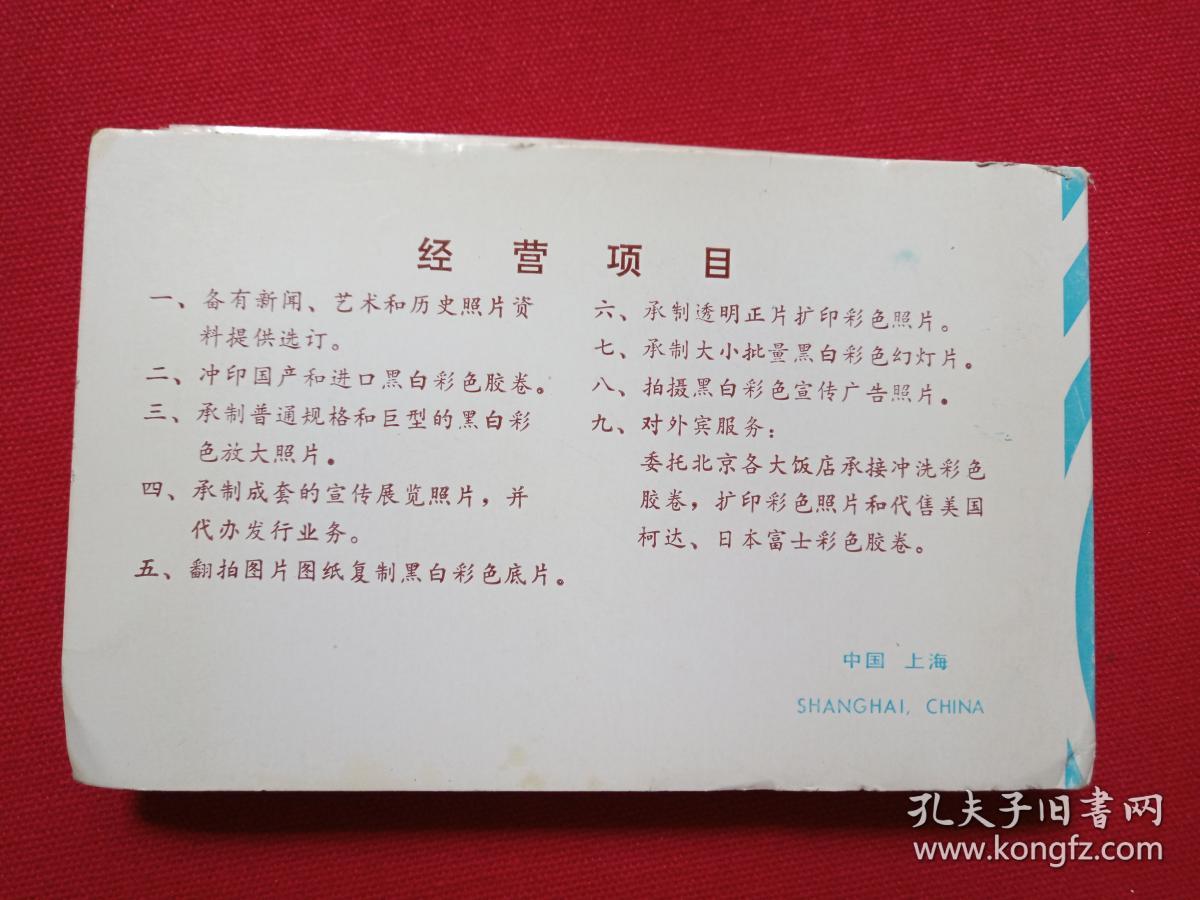 经营项目
一、备有新闻、艺术和历史照片资
料提供选订。
二、冲印国产和进口黑白彩色胶卷。
三、承制普通规格和巨型的黑白彩
色放大照片。
四、承制成套的宣传展览照片，并
代办发行业务。
五、翻拍图片图纸复制黑白彩色底片。
六、承制透明正片扩印彩色照片。
七、承制大小批量黑白彩色幻灯片。
八、拍摄黑白彩色宣传广告照片。
九、对外宾服务：
委托北京各大饭店承接冲洗彩色
胶卷，扩印彩色照片和代售美国
柯达、日本富士彩色胶卷。
中国 上海
SHANGHAI, CHINA
孔夫子旧书网
www.kongfz.com